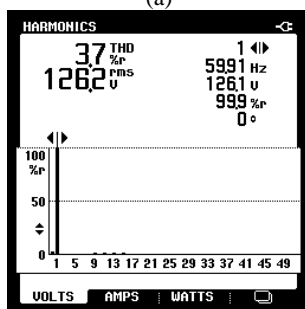 (a)
HARMONICS
3,7 THD %r
126,2 rms U
1
59,91 Hz
126,1 U
99,9 %r
0 °
100
%r
50
0
1 5 9 13 17 21 25 29 33 37 41 45 49
VOLTS AMPS WATTS